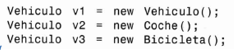 Vehiculo v1 = new Vehiculo();
Vehiculo v2 = new Coche();
Vehiculo v3 = new Bicicleta();